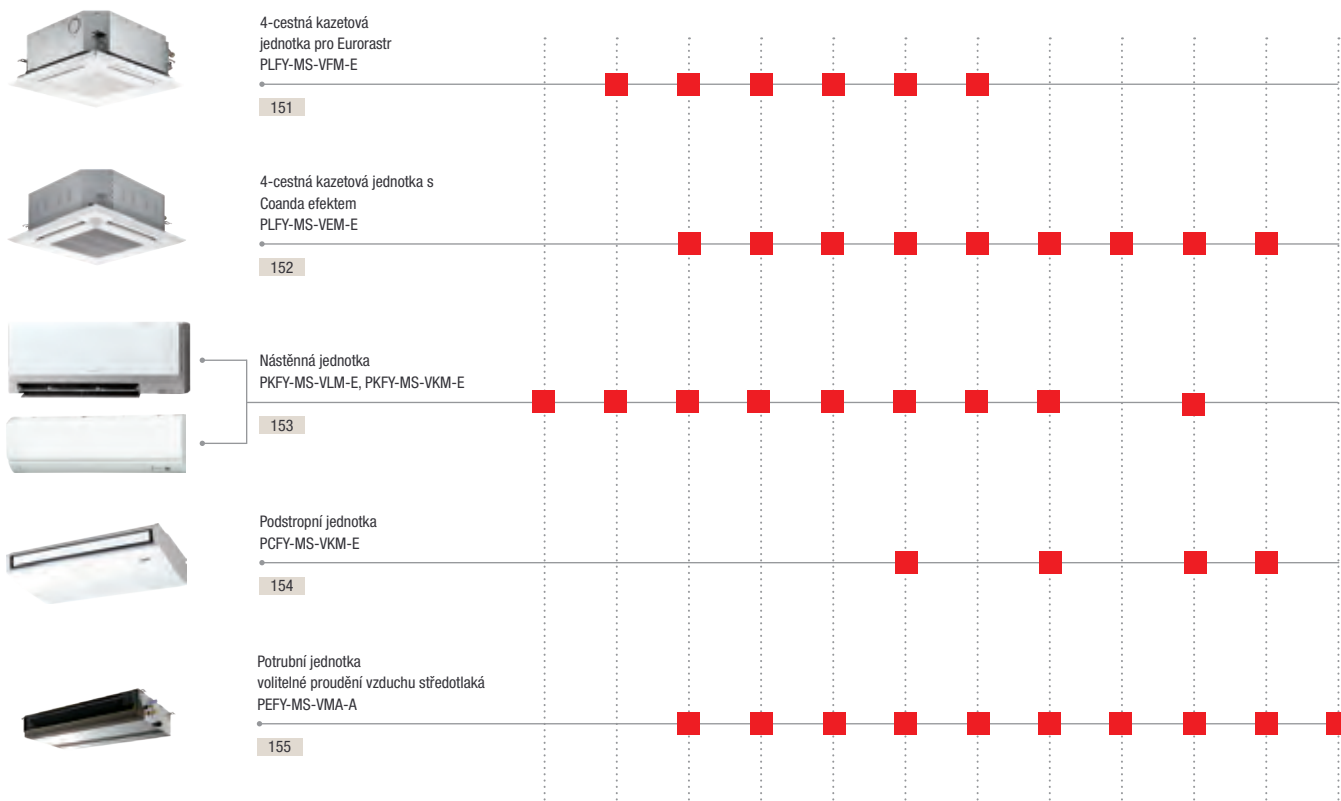 4-cestná kazetová
jednotka pro Eurorastr
PLFY-MS-VFM-E
151
4-cestná kazetová jednotka s
Coanda efektem
PLFY-MS-VEM-E
152
Nástěnná jednotka
PKFY-MS-VLM-E, PKFY-MS-VKM-E
153
Podstropní jednotka
PCFY-MS-VKM-E
154
Potrubní jednotka
volitelné proudění vzduchu středotlaká
PEFY-MS-VMA-A
155